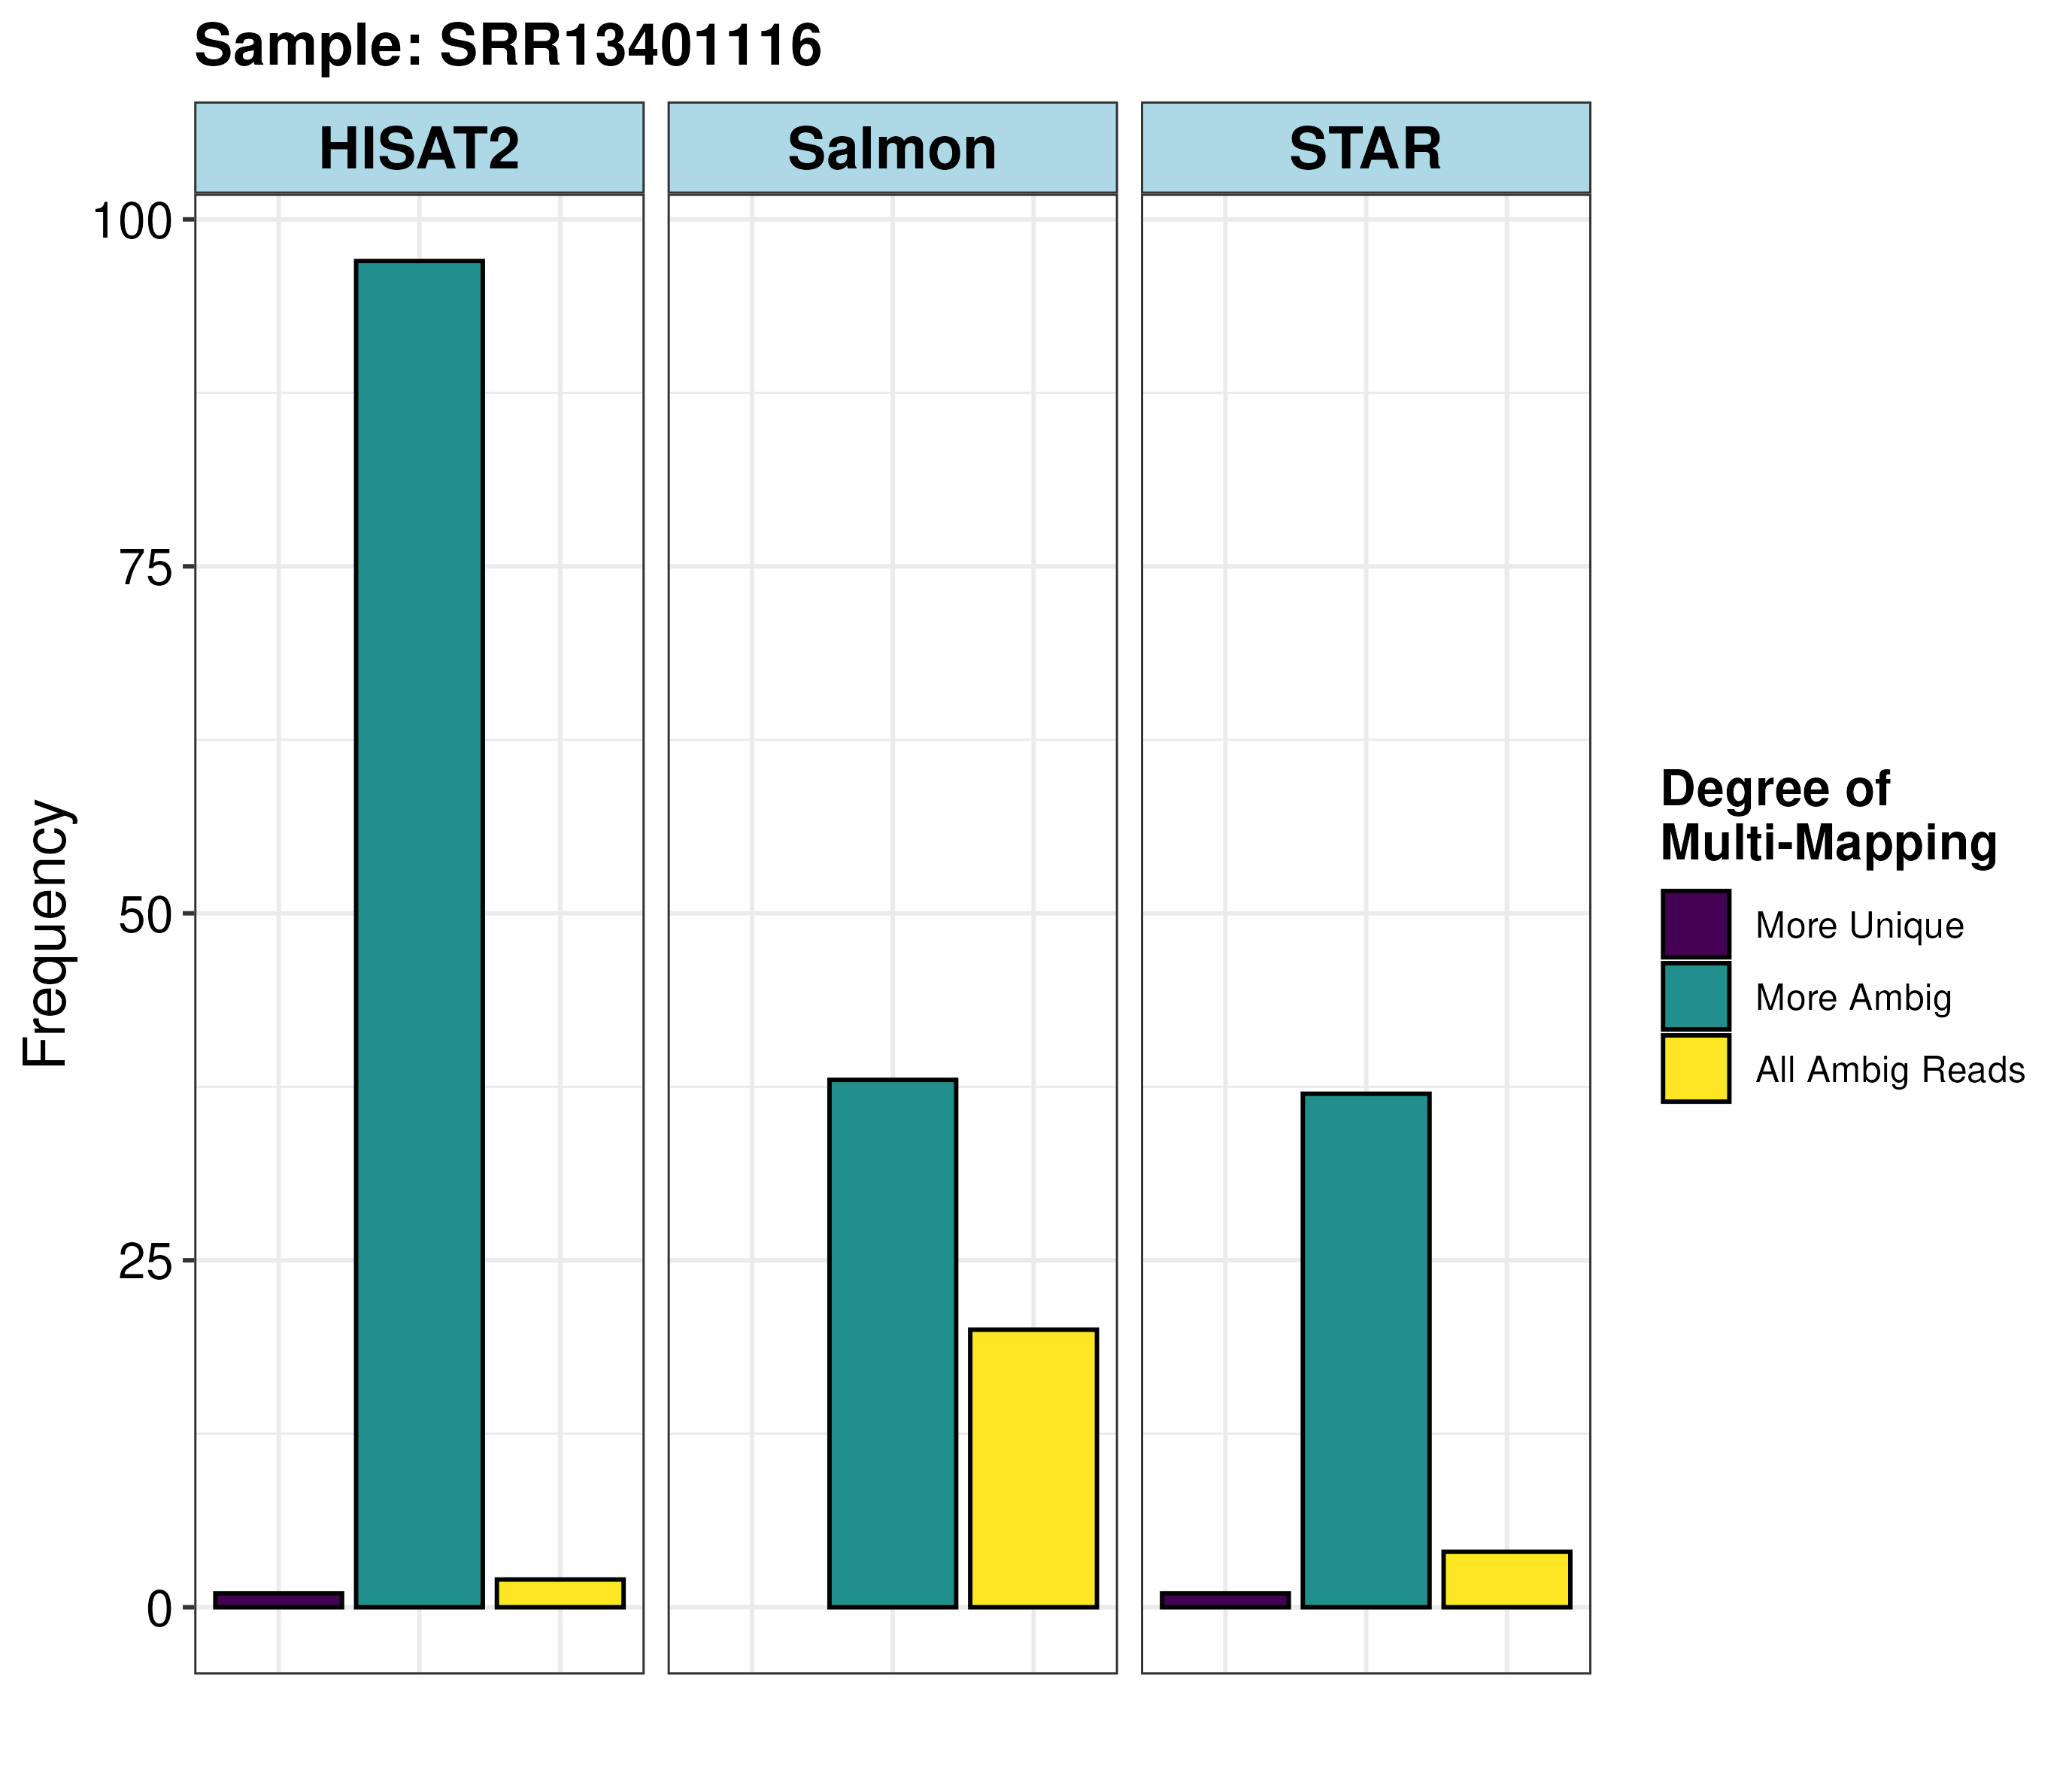 Sample: SRR13401116
HISAT2
Salmon
STAR
100
75
50
25
0
Frequency
Degree of
Multi-Mapping
More Unique
More Ambig
All Ambig Reads